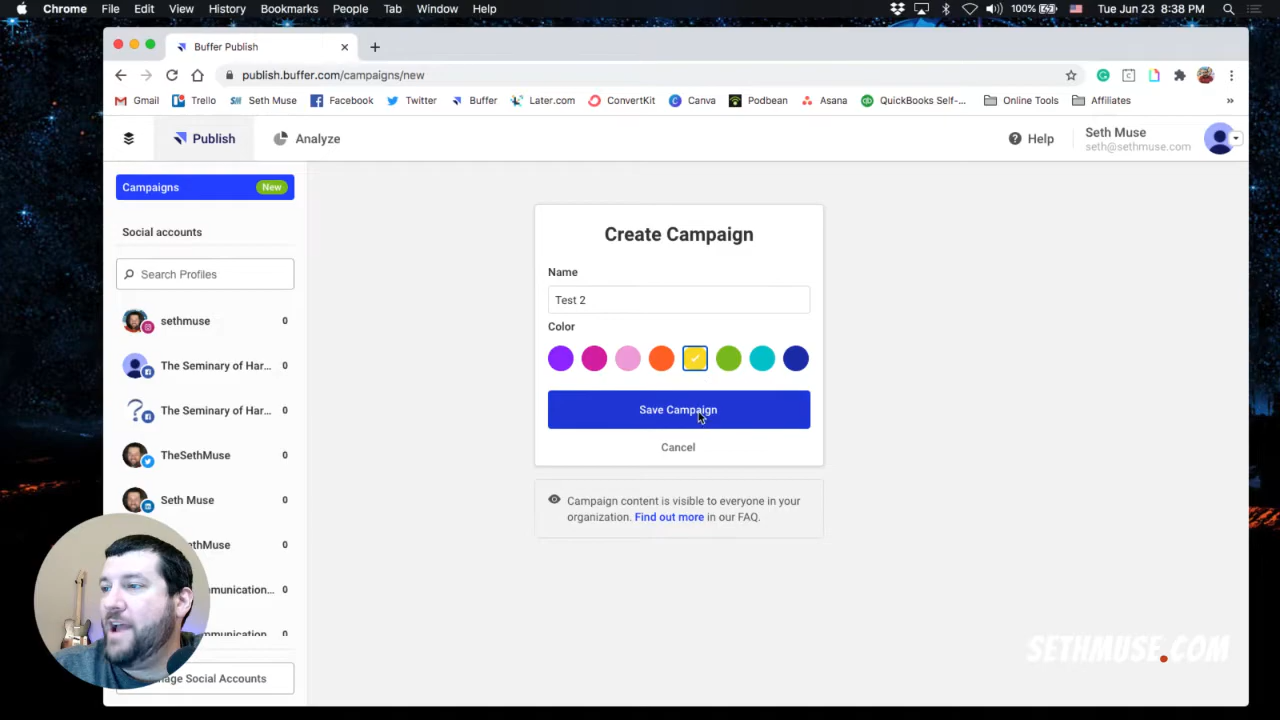 Chrome File Edit View History Bookmarks People Tab Window Help 100% Tue Jun 23 8:38 PM
Buffer Publish
publish.buffer.com/campaigns/new
Gmail Trello Seth Muse Facebook Twitter Buffer Later.com ConvertKit Canva Podbean Asana QuickBooks Self-... Online Tools Affiliates »
Publish Analyze Help Seth Muse
seth@sethmuse.com
Campaigns New
Social accounts
Search Profiles
sethmuse 0
The Seminary of Har... 0
The Seminary of Har... 0
TheSethMuse 0
Seth Muse 0
0
0
0
Social Accounts
Create Campaign
Name
Test 2
Color
Save Campaign
Cancel
Campaign content is visible to everyone in your
organization. Find out more in our FAQ.
SETHMUSE.COM